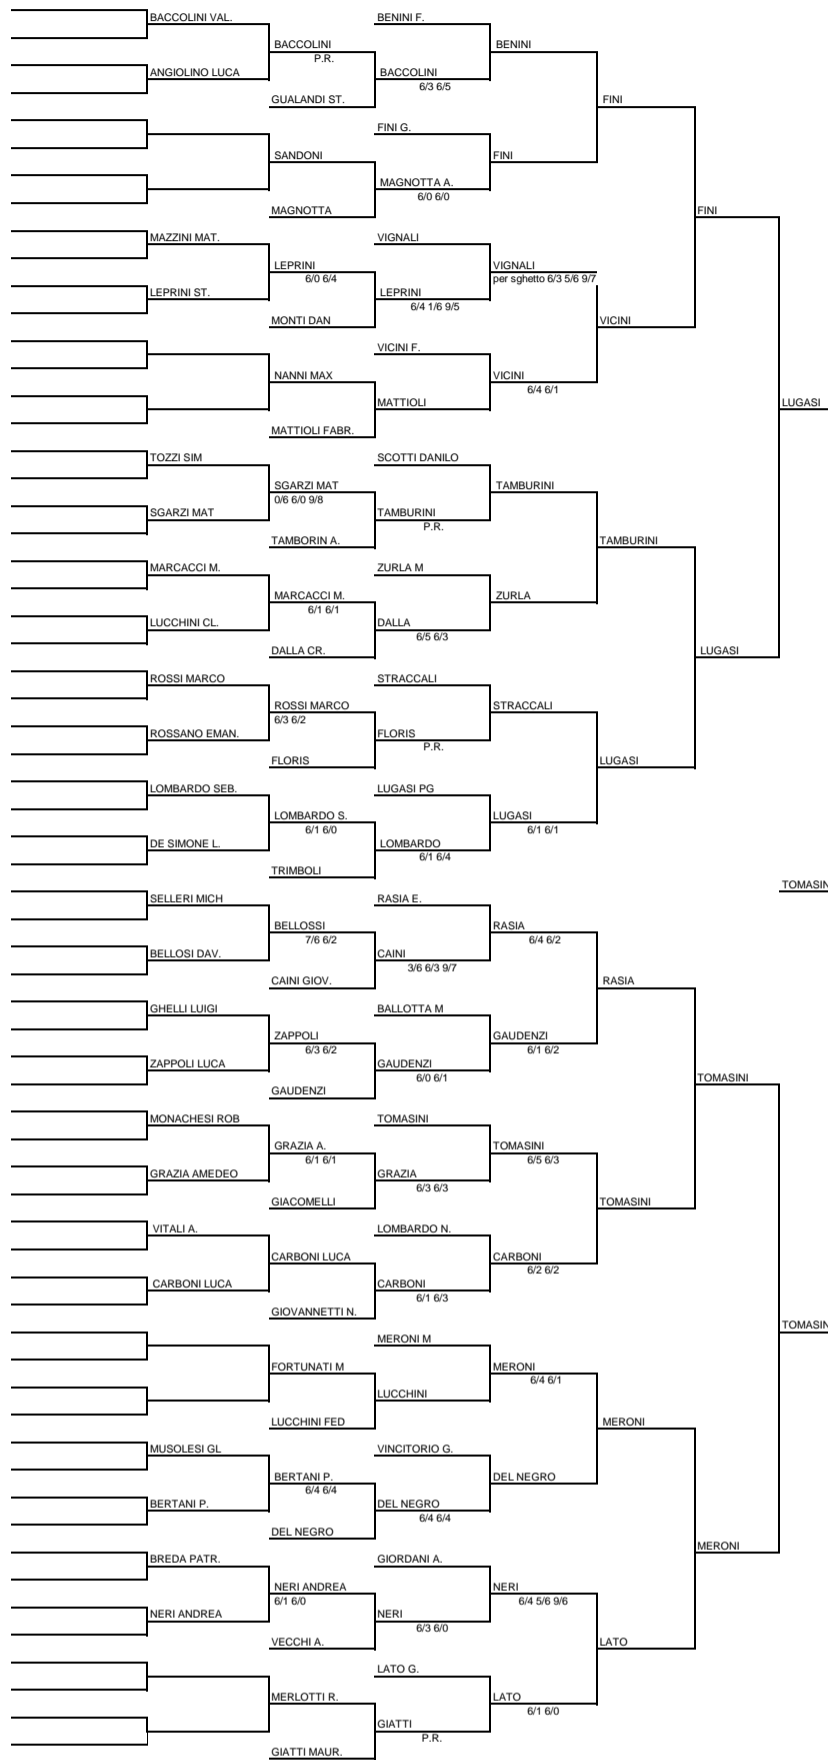 BACCOLINI VAL.
BENINI F.
BACCOLINI
P.R.
BENINI
ANGIOLINO LUCA
BACCOLINI
6/3 6/5
GUALANDI ST.
FINI
FINI G.
SANDONI
FINI
MAGNOTTA A.
6/0 6/0
MAGNOTTA
FINI
MAZZINI MAT.
VIGNALI
LEPRINI
6/0 6/4
VIGNALI
per sghetto 6/3 5/6 9/7
LEPRINI ST.
LEPRINI
6/4 1/6 9/5
MONTI DAN
VICINI
VICINI F.
NANNI MAX
VICINI
6/4 6/1
MATTIOLI
LUGASI
MATTIOLI FABR.
TOZZI SIM
SCOTTI DANILO
SGARZI MAT
0/6 6/0 9/8
TAMBURINI
SGARZI MAT
TAMBURINI
P.R.
TAMBORIN A.
TAMBURINI
MARCACCI M.
ZURLA M
MARCACCI M.
6/1 6/1
ZURLA
LUCCHINI CL.
DALLA
6/5 6/3
DALLA CR.
LUGASI
ROSSI MARCO
STRACCALI
ROSSI MARCO
6/3 6/2
STRACCALI
ROSSANO EMAN.
FLORIS
P.R.
FLORIS
LUGASI
LOMBARDO SEB.
LUGASI PG
LOMBARDO S.
6/1 6/0
LUGASI
6/1 6/1
DE SIMONE L.
LOMBARDO
6/1 6/4
TRIMBOLI
TOMASIN
SELLERI MICH
RASIA E.
BELLOSSI
7/6 6/2
RASIA
6/4 6/2
BELLOSI DAV.
CAINI
3/6 6/3 9/7
CAINI GIOV.
RASIA
GHELLI LUIGI
BALLOTTA M
ZAPPOLI
6/3 6/2
GAUDENZI
6/1 6/2
ZAPPOLI LUCA
GAUDENZI
6/0 6/1
TOMASINI
GAUDENZI
MONACHESI ROB
TOMASINI
GRAZIA A.
6/1 6/1
TOMASINI
6/5 6/3
GRAZIA AMEDEO
GRAZIA
6/3 6/3
GIACOMELLI
TOMASINI
VITALI A.
LOMBARDO N.
CARBONI LUCA
CARBONI
6/2 6/2
CARBONI LUCA
CARBONI
6/1 6/3
GIOVANNETTI N.
TOMASIN
MERONI M
FORTUNATI M
MERONI
6/4 6/1
LUCCHINI
LUCCHINI FED
MERONI
MUSOLESI GL
VINCITORIO G.
BERTANI P.
6/4 6/4
DEL NEGRO
BERTANI P.
DEL NEGRO
6/4 6/4
DEL NEGRO
MERONI
BREDA PATR.
GIORDANI A.
NERI ANDREA
6/1 6/0
NERI
6/4 5/6 9/6
NERI ANDREA
NERI
6/3 6/0
VECCHI A.
LATO
LATO G.
MERLOTTI R.
LATO
6/1 6/0
GIATTI
P.R.
GIATTI MAUR.